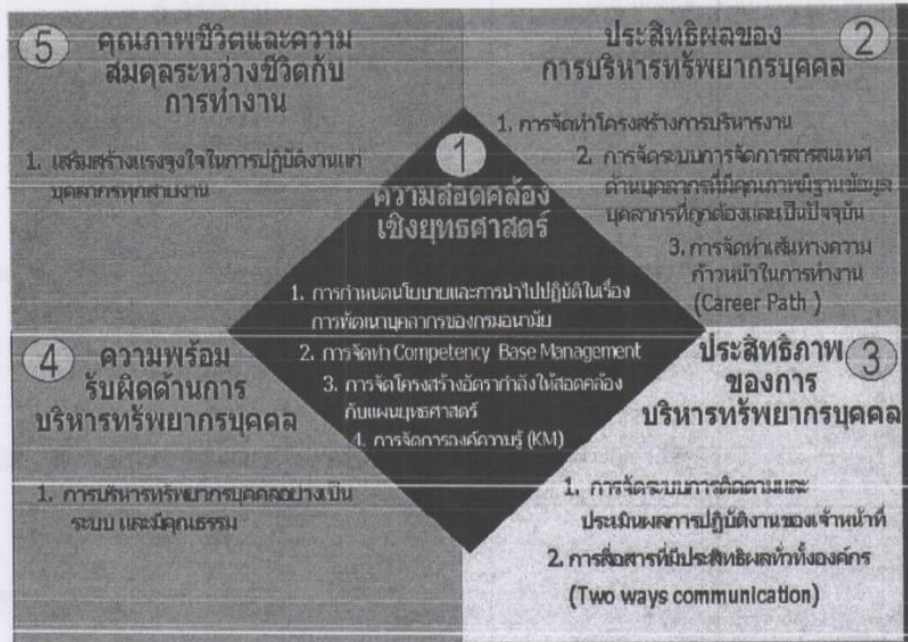 1
ความสอดคล้อง
เชิงยุทธศาสตร์
1. การกำหนดนโยบายและการนำไปปฏิบัติในเรื่อง
การพัฒนาบุคลากรของกรมอนามัย
2. การจัดทำ Competency Base Management
3. การจัดโครงสร้างอัตรากำลังให้สอดคล้อง
กับแผนยุทธศาสตร์
4. การจัดการองค์ความรู้ (KM)
2
ประสิทธิผลของ
การบริหารทรัพยากรบุคคล
1. การจัดทำโครงสร้างการบริหารงาน
2. การจัดระบบการจัดการสารสนเทศ
ด้านบุคลากรที่มีคุณภาพมีฐานข้อมูล
บุคลากรที่ถูกต้องและเป็นปัจจุบัน
3. การจัดทำเส้นทางความ
ก้าวหน้าในการทำงาน
(Career Path )
3
ประสิทธิภาพ
ของการ
บริหารทรัพยากรบุคคล
1. การจัดระบบการติดตามและ
ประเมินผลการปฏิบัติงานของเจ้าหน้าที่
2. การสื่อสารที่มีประสิทธิผลทั่วทั้งองค์กร
(Two ways communication)
4
ความพร้อม
รับผิดด้านการ
บริหารทรัพยากรบุคคล
1. การบริหารทรัพยากรบุคคลอย่างเป็น
ระบบ และมีคุณธรรม
5
คุณภาพชีวิตและความ
สมดุลระหว่างชีวิตกับ
การทำงาน
1. เสริมสร้างแรงจูงใจในการปฏิบัติงานแก่
บุคลากรทุกสายงาน